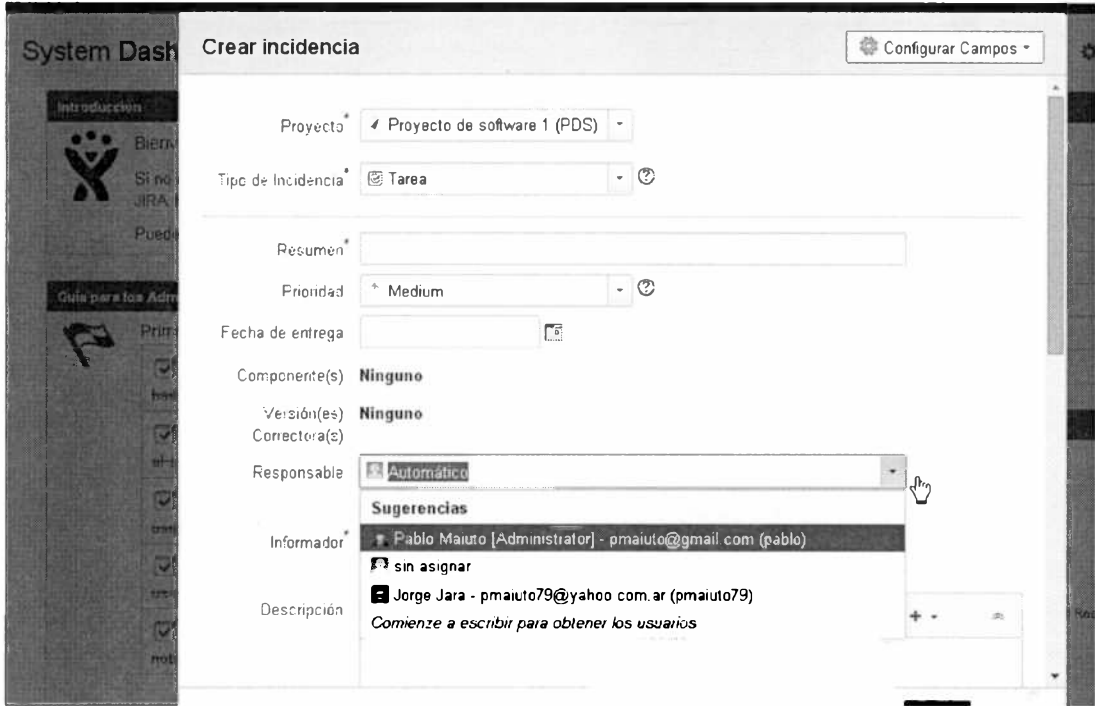 System Dash
Crear incidencia
Configurar Campos
Introducción
Bienv
Si no
JIRA
Puede
Proyecto*
Proyecto de software 1 (PDS)
Tipo de Incidencia*
Tarea
Resumen*
Prioridad
Medium
Guia para los Adm
Prim
Fecha de entrega
Componente(s) Ninguno
Versión(es)
Correctora(s)
Ninguno
Responsable
Automático
Sugerencias
Informador*
Pablo Maiuto [Administrator] - pmaiuto@gmail.com (pablo)
sin asignar
Jorge Jara - pmaiuto79@yahoo.com.ar (pmaiuto79)
Descripción
Comienze a escribir para obtener los usuarios